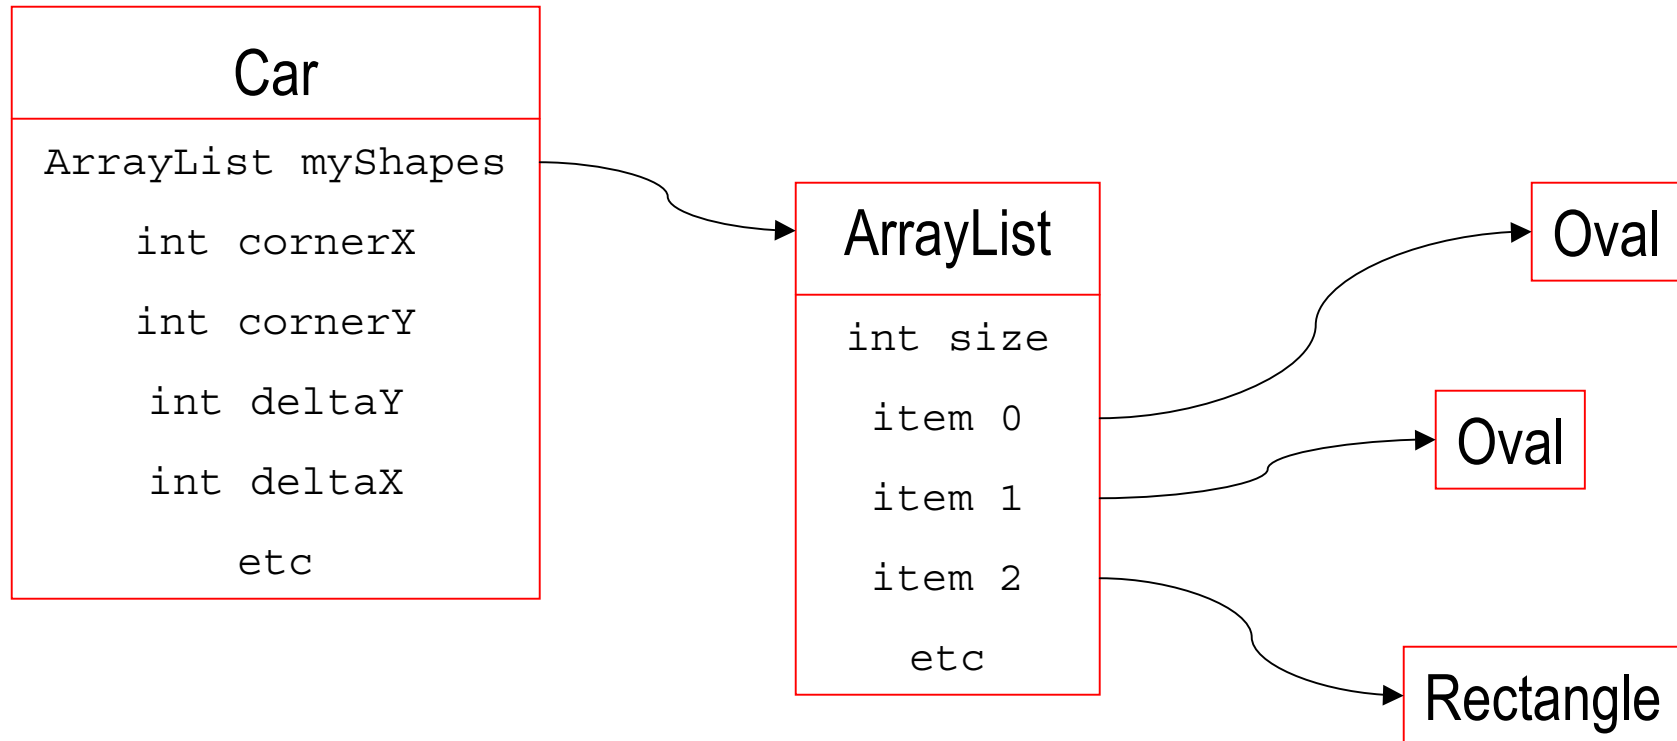 Car
ArrayList myShapes
int cornerX
int cornerY
int deltaY
int deltaX
etc
ArrayList
int size
item 0
item 1
item 2
etc
Oval
Oval
Rectangle